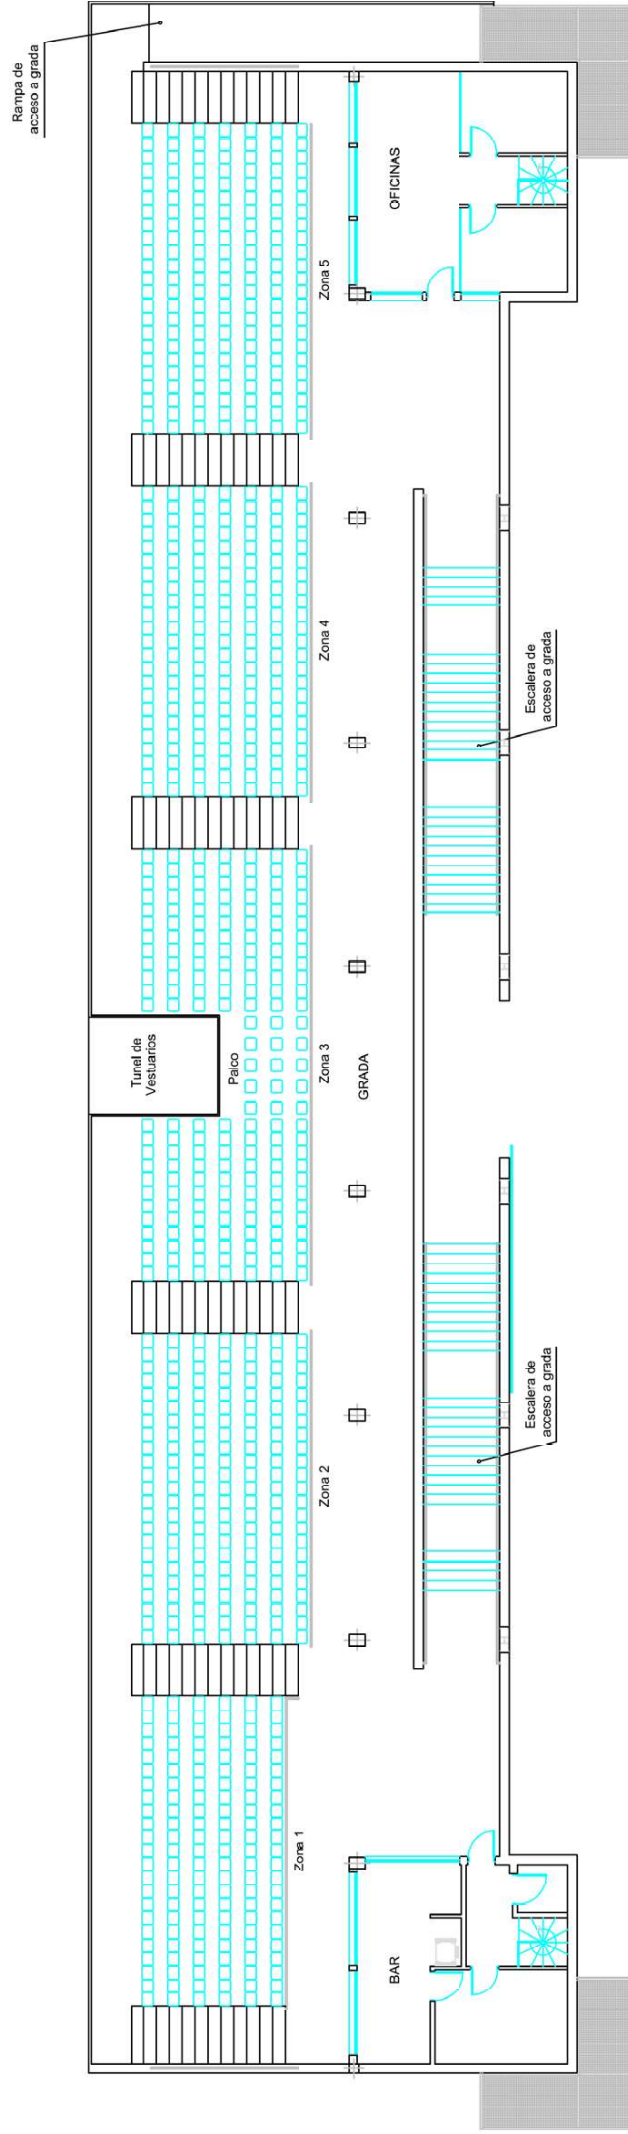 Rampa de
acceso a grada
Tunel de
Vestuarios
Palco
Zona 1
Zona 2
Zona 3
Zona 4
Zona 5
GRADA
BAR
OFICINAS
Escalera de
acceso a grada
Escalera de
acceso a grada